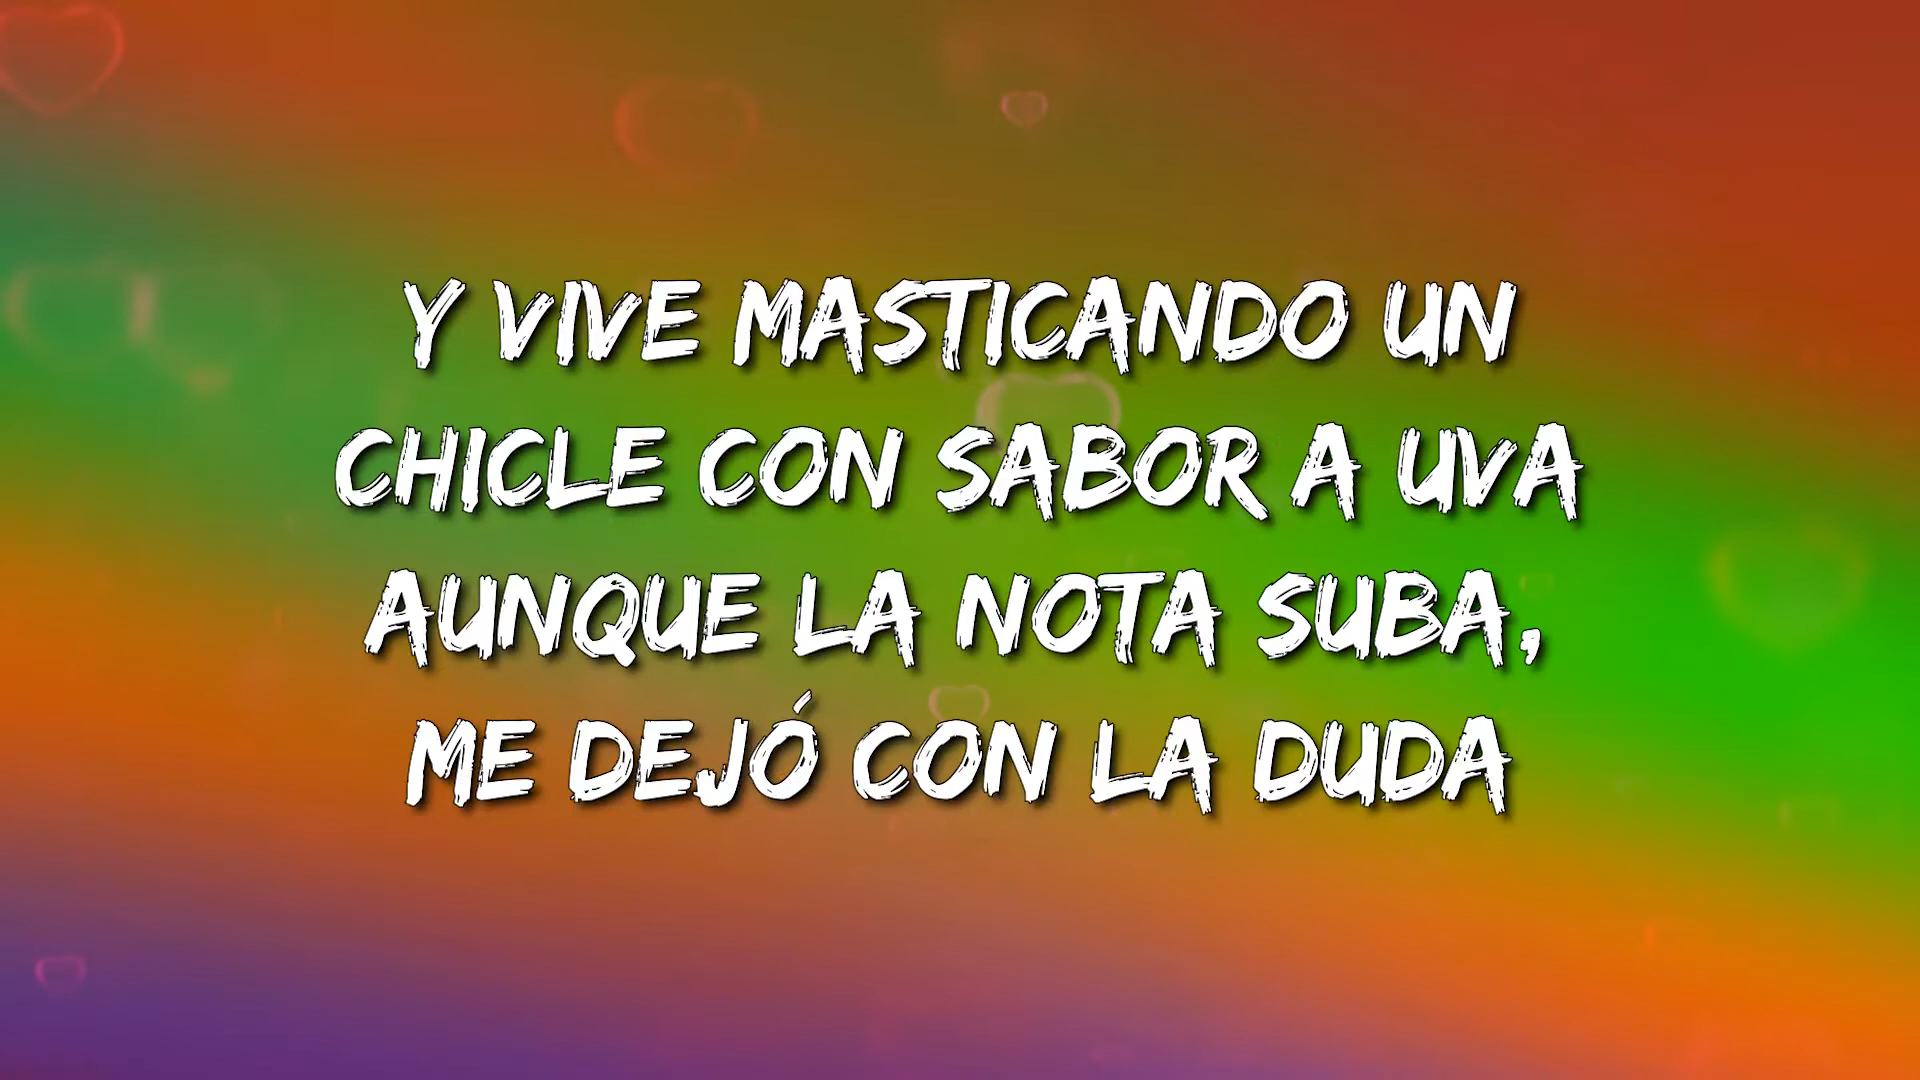 Y VIVE MASTICANDO UN
CHICLE CON SABOR A UVA
AUNQUE LA NOTA SUBA,
ME DEJÓ CON LA DUDA